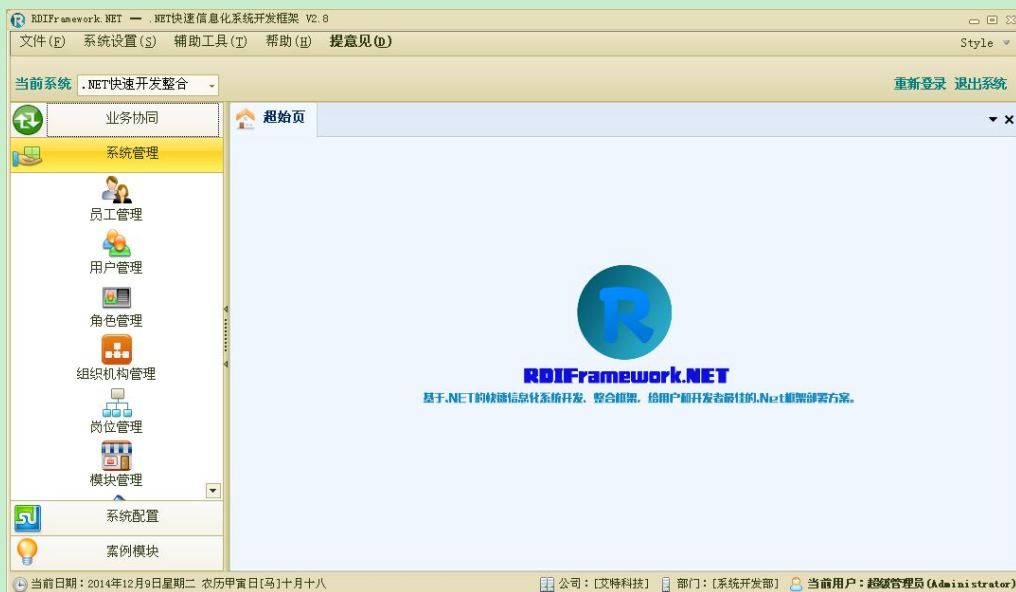 RDIFramework.NET — .NET快速信息化系统开发框架 V2.8
文件(F) 系统设置(S) 辅助工具(T) 帮助(H) 提意见(D) Style
当前系统 .NET快速开发整合 重新登录 退出系统
业务协同
超始页
系统管理
员工管理
用户管理
角色管理
组织机构管理
岗位管理
模块管理
系统配置
案例模块
R
RDIFramework.NET
基于.NET的快速信息化系统开发、整合框架，给用户和开发者最佳的.Net框架部署方案。
当前日期：2014年12月9日星期二 农历甲寅日[马]十月十八 公司：[艾特科技] 部门：[系统开发部] 当前用户：超级管理员(Administrator)